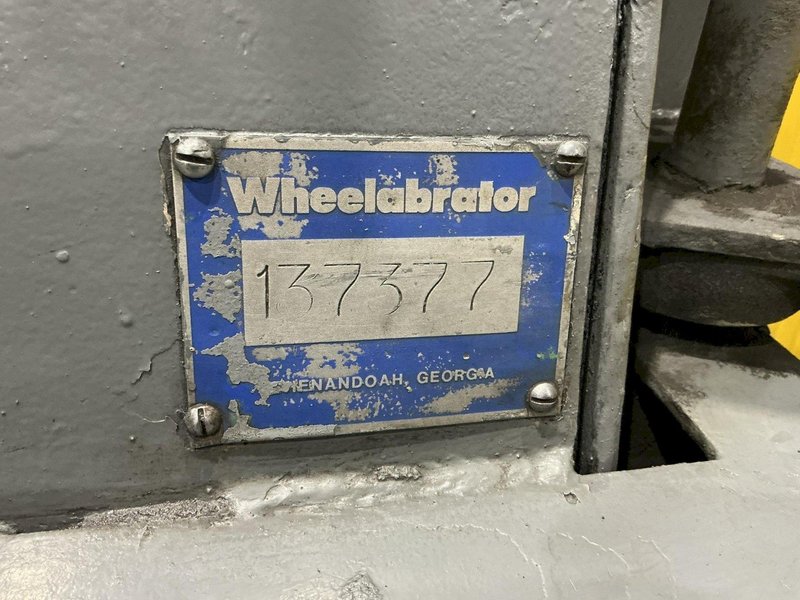 Wheelabrator
137377
ENANDOAH, GEORGIA